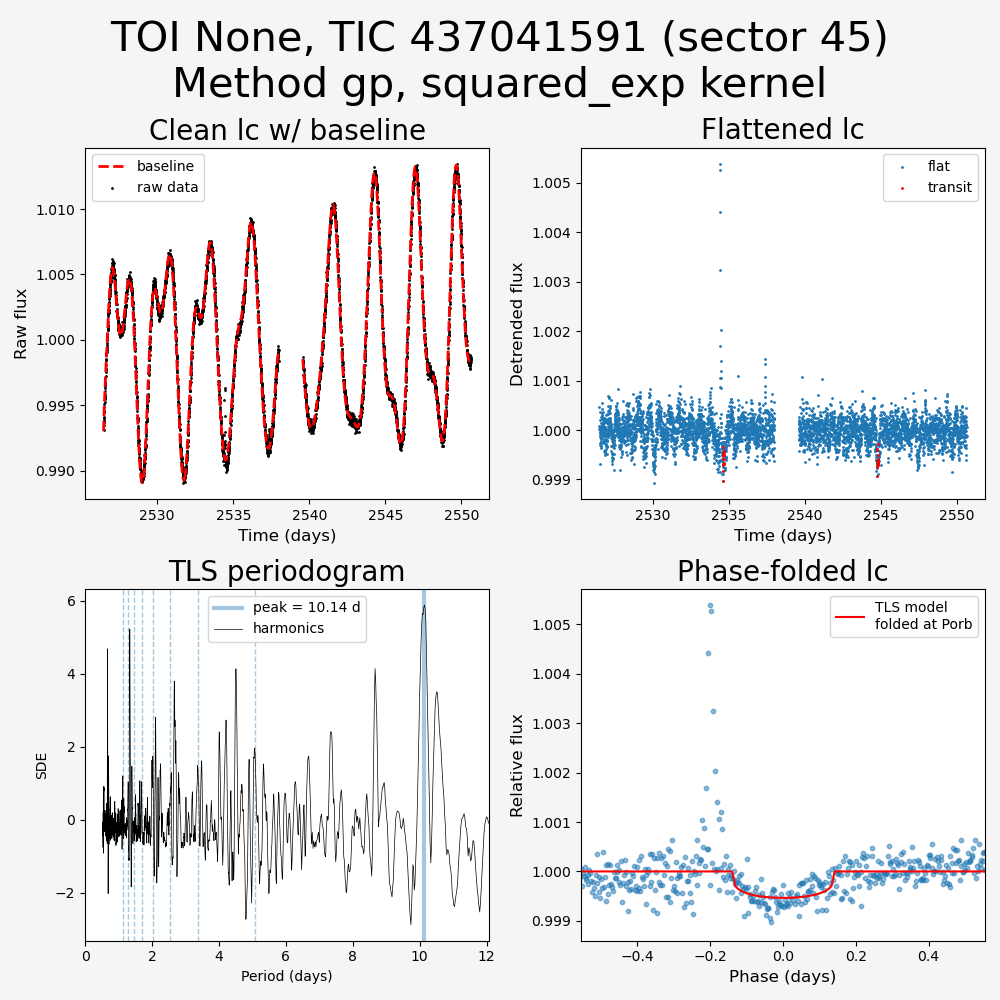 TOI None, TIC 437041591 (sector 45)
Method gp, squared_exp kernel
Clean lc w/ baseline
baseline
raw data
1.010
1.005
1.000
0.995
0.990
Raw flux
2530
2535
2540
2545
2550
Time (days)
Flattened lc
flat
transit
1.005
1.004
1.003
1.002
1.001
1.000
0.999
Detrended flux
2530
2535
2540
2545
2550
Time (days)
TLS periodogram
peak = 10.14 d
harmonics
6
4
2
0
−2
SDE
0
2
4
6
8
10
12
Period (days)
Phase-folded lc
TLS model
folded at Porb
1.005
1.004
1.003
1.002
1.001
1.000
0.999
Relative flux
−0.4
−0.2
0.0
0.2
0.4
Phase (days)